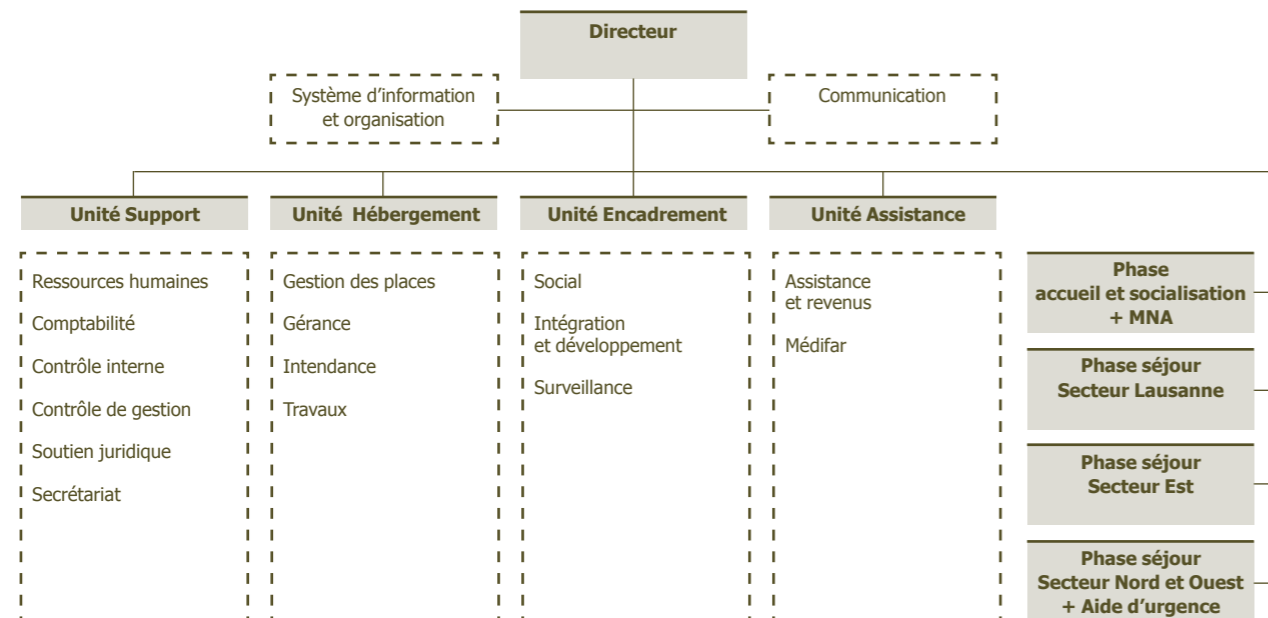 Directeur
Système d’information
et organisation
Communication
Unité Support
Ressources humaines
Comptabilité
Contrôle interne
Contrôle de gestion
Soutien juridique
Secrétariat
Unité Hébergement
Gestion des places
Gérance
Intendance
Travaux
Unité Encadrement
Social
Intégration
et développement
Surveillance
Unité Assistance
Assistance
et revenus
Médifar
Phase
accueil et socialisation
+ MNA
Phase séjour
Secteur Lausanne
Phase séjour
Secteur Est
Phase séjour
Secteur Nord et Ouest
+ Aide d’urgence